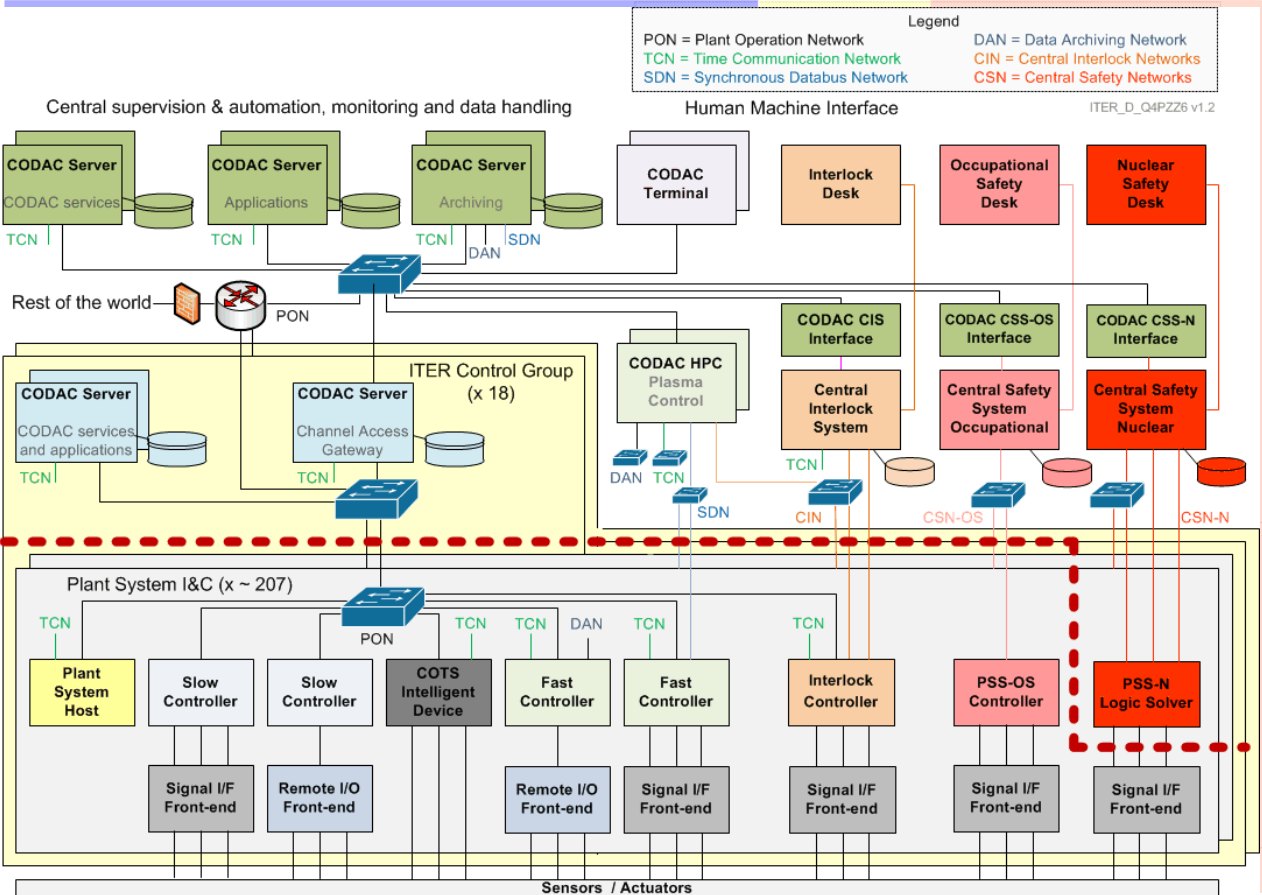 Legend
PON = Plant Operation Network
DAN = Data Archiving Network
TCN = Time Communication Network
CIN = Central Interlock Networks
SDN = Synchronous Databus Network
CSN = Central Safety Networks
Central supervision & automation, monitoring and data handling
Human Machine Interface
ITER_D_Q4PZZ6 v1.2
CODAC Server
CODAC services
TCN
CODAC Server
Applications
TCN
CODAC Server
Archiving
TCN
DAN
SDN
CODAC
Terminal
Interlock
Desk
Occupational
Safety
Desk
Nuclear
Safety
Desk
Rest of the world
PON
CODAC CIS
Interface
CODAC CSS-OS
Interface
CODAC CSS-N
Interface
ITER Control Group
(x 18)
CODAC HPC
Plasma
Control
CODAC Server
CODAC services
and applications
TCN
CODAC Server
Channel Access
Gateway
TCN
Central
Interlock
System
Central Safety
System
Occupational
Central Safety
System
Nuclear
DAN
TCN
SDN
TCN
CIN
CSN-OS
CSN-N
Plant System I&C (x ~ 207)
PON
TCN
TCN
TCN
DAN
TCN
TCN
Plant
System
Host
Slow
Controller
Slow
Controller
COTS
Intelligent
Device
Fast
Controller
Fast
Controller
Interlock
Controller
PSS-OS
Controller
PSS-N
Logic Solver
Signal I/F
Front-end
Remote I/O
Front-end
Remote I/O
Front-end
Signal I/F
Front-end
Signal I/F
Front-end
Signal I/F
Front-end
Signal I/F
Front-end
Sensors / Actuators